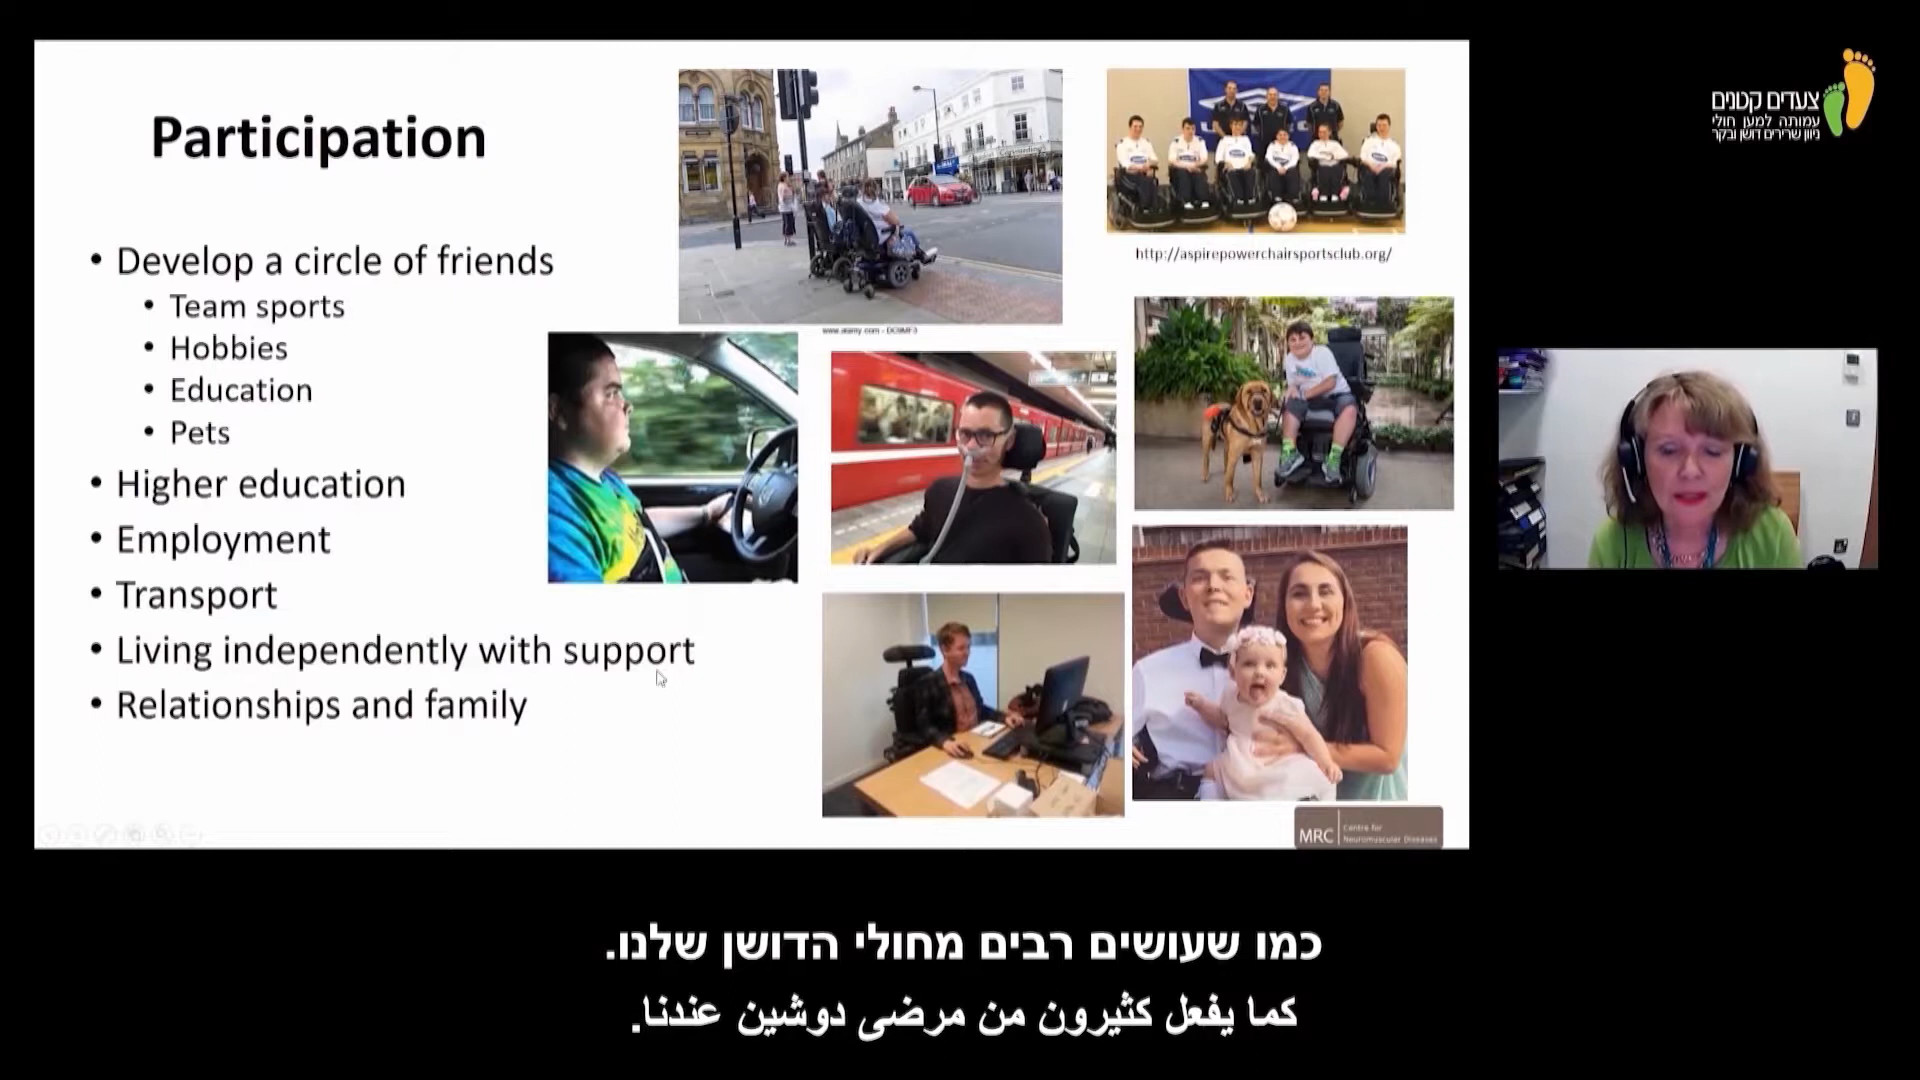 Participation
• Develop a circle of friends
• Team sports
• Hobbies
• Education
• Pets
• Higher education
• Employment
• Transport
• Living independently with support
• Relationships and family
www.alamy.com - DC9MF3
http://aspirepowerchairsportsclub.org/
MRC
Centre for
Neuromuscular Diseases
צעדים קטנים
עמותה למען חולי
ניוון שרירים דושן ובקר
כמו שעושים רבים מחולי הדושן שלנו.
كما يفعل كثيرون من مرضى دوشين عندنا.